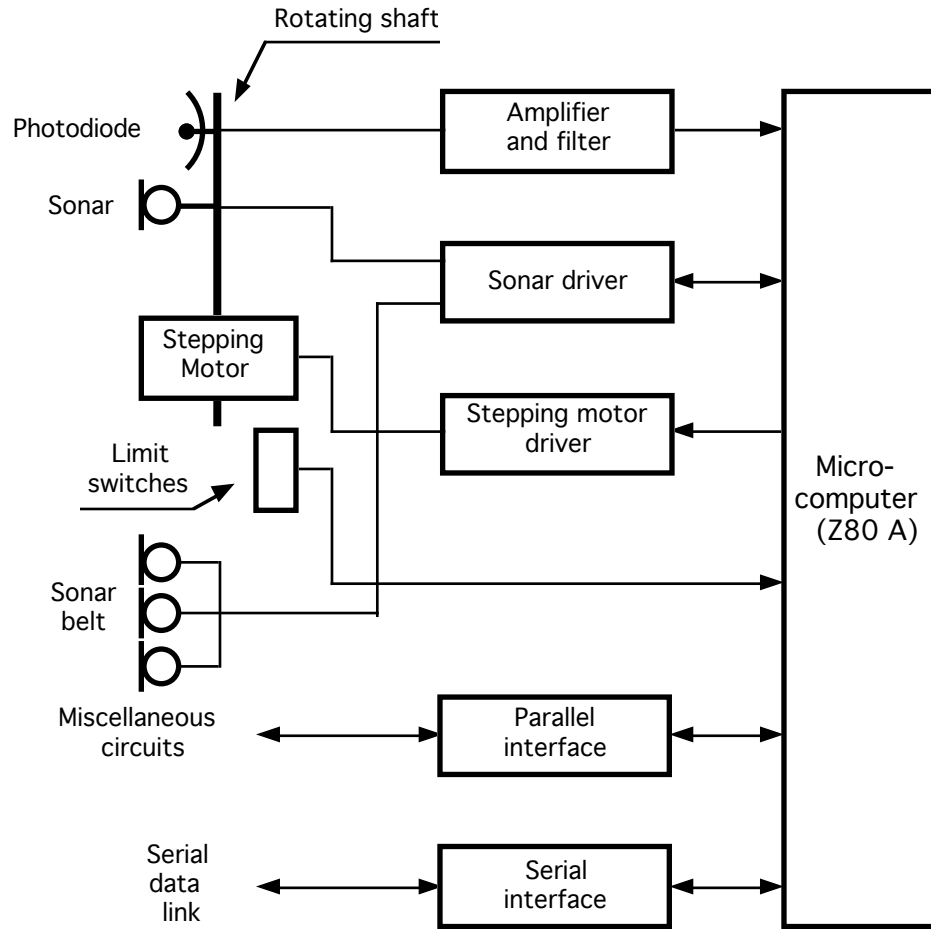 Rotating shaft
Photodiode
Amplifier
and filter
Sonar
Sonar driver
Stepping
Motor
Stepping motor
driver
Limit
switches
Micro-
computer
(Z80 A)
Sonar
belt
Miscellaneous
circuits
Parallel
interface
Serial
data
link
Serial
interface